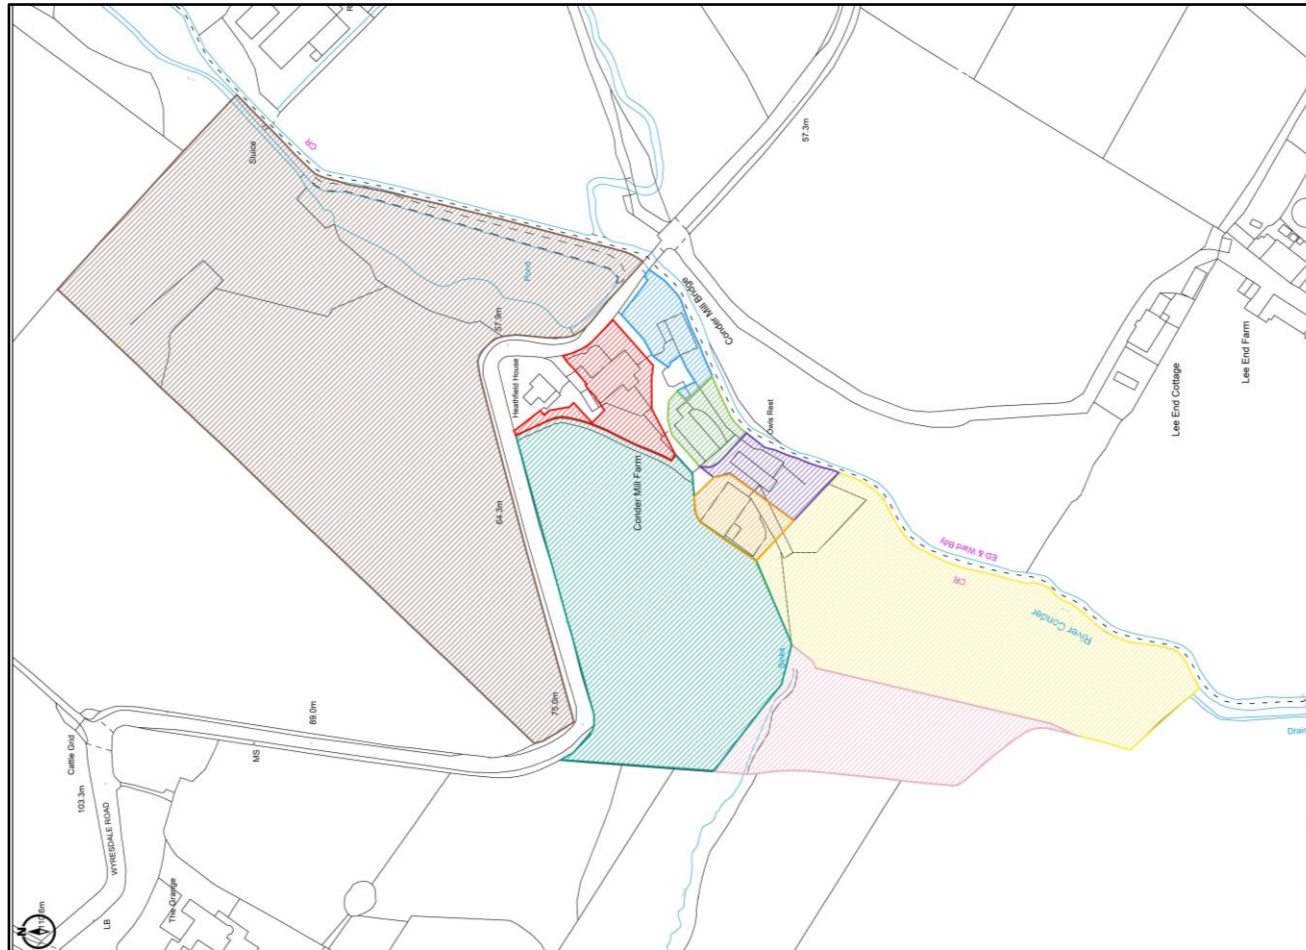 R
Sluice
CR
57.3m
Pond
57.9m
Conder Mill Bridge
Heathfield House
Owls Rest
Lee End Cottage
Lee End Farm
Conder Mill Farm
64.3m
ED & Ward Bdy
CR
River Conder
Sinks
75.0m
89.0m
MS
Cattle Grid
103.3m
WYRESDALE ROAD
The Grange
LB
N
Drain